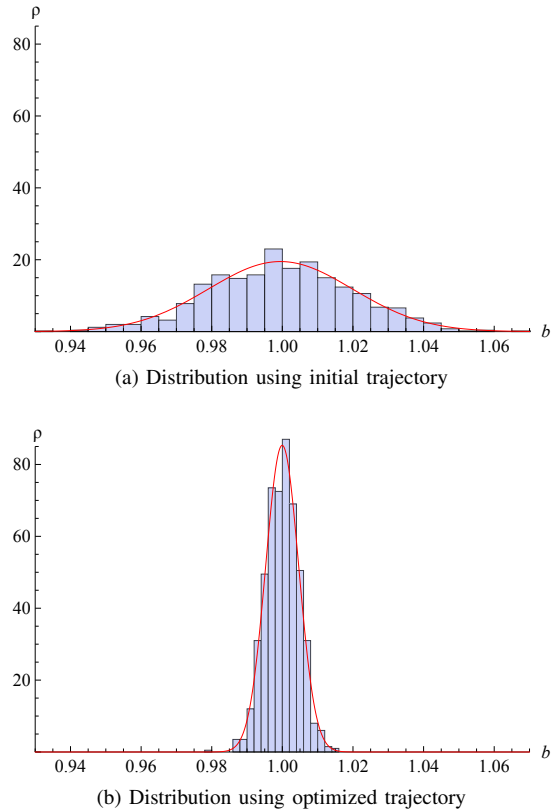 ρ
80
60
40
20
0.94 0.96 0.98 1.00 1.02 1.04 1.06 b
(a) Distribution using initial trajectory
ρ
80
60
40
20
0.94 0.96 0.98 1.00 1.02 1.04 1.06 b
(b) Distribution using optimized trajectory